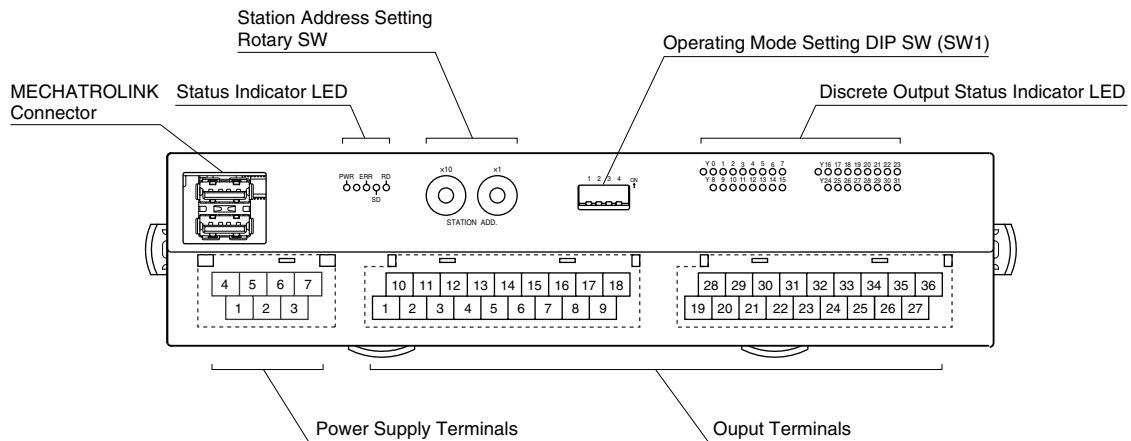 Station Address Setting
Rotary SW
Operating Mode Setting DIP SW (SW1)
MECHATROLINK
Connector
Status Indicator LED
Discrete Output Status Indicator LED
PWR ERR RD
SD
x10 x1
STATION ADD.
1 2 3 4 ON
Y 0 1 2 3 4 5 6 7
Y 8 9 10 11 12 13 14 15
Y16 17 18 19 20 21 22 23
Y24 25 26 27 28 29 30 31
4 5 6 7
1 2 3
10 11 12 13 14 15 16 17 18
1 2 3 4 5 6 7 8 9
28 29 30 31 32 33 34 35 36
19 20 21 22 23 24 25 26 27
Power Supply Terminals
Ouput Terminals